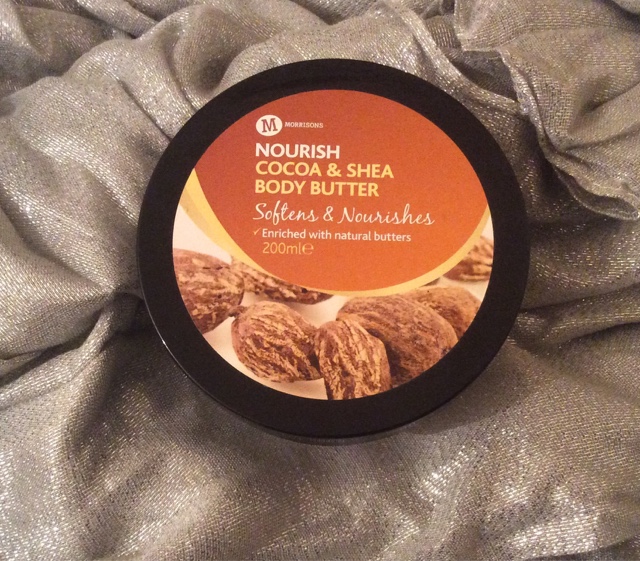 M MORRISONS
NOURISH
COCOA & SHEA
BODY BUTTER
Softens & Nourishes
✓Enriched with natural butters
200ml℮